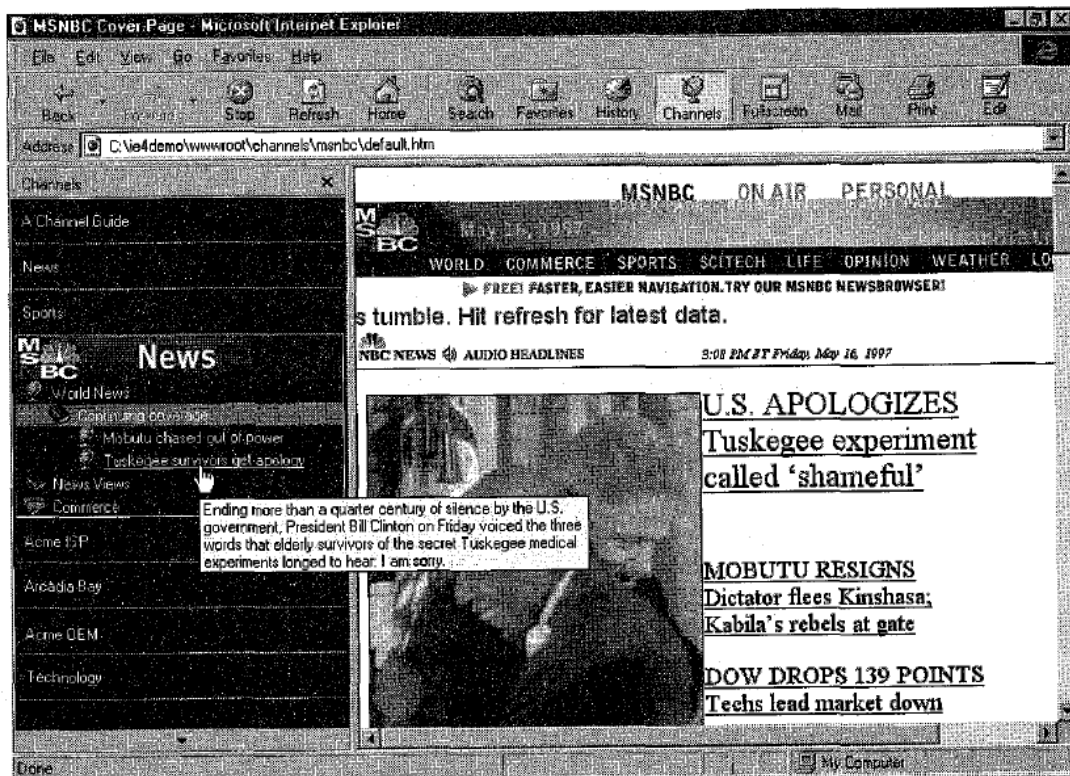 MSNBC Cover Page - Microsoft Internet Explorer
File Edit View Go Favorites Help
Back Forward Stop Refresh Home Search Favorites History Channels Fullscreen Mail Print Edit
Address C:\ie4demo\wwwroot\channels\msnbc\default.htm
Channels
A Channel Guide
News
Sports
MSNBC News
World News
Continuing coverage
Mobutu chased out of power
Tuskegee survivors get apology
News Views
Commerce
Ending more than a quarter century of silence by the U.S.
government, President Bill Clinton on Friday voiced the three
words that elderly survivors of the secret Tuskegee medical
experiments longed to hear: I am sorry.
Acme ISP
Arcadia Bay
Acme OEM
Technology
MSNBC ON AIR PERSONAL
MSNBC May 16, 1997
WORLD COMMERCE SPORTS SCITECH LIFE OPINION WEATHER LO
FREE! FASTER, EASIER NAVIGATION. TRY OUR MSNBC NEWSBROWSER!
s tumble. Hit refresh for latest data.
NBC NEWS AUDIO HEADLINES 3:08 PM ET Friday, May 16, 1997
U.S. APOLOGIZES
Tuskegee experiment
called ‘shameful’
MOBUTU RESIGNS
Dictator flees Kinshasa;
Kabila’s rebels at gate
DOW DROPS 139 POINTS
Techs lead market down
Done My Computer